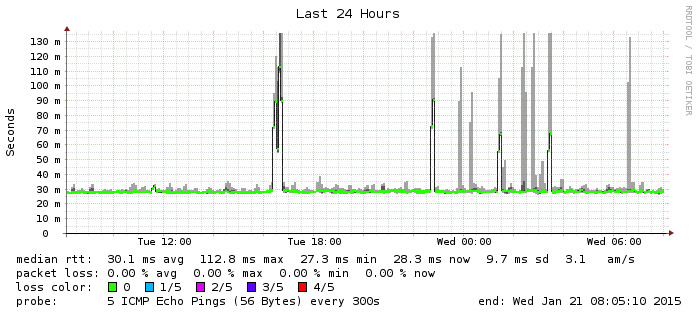 Last 24 Hours
RRDTOOL / TOBI OETIKER
Seconds
130 m
120 m
110 m
100 m
90 m
80 m
70 m
60 m
50 m
40 m
30 m
20 m
10 m
0
Tue 12:00 Tue 18:00 Wed 00:00 Wed 06:00
median rtt: 30.1 ms avg 112.8 ms max 27.3 ms min 28.3 ms now 9.7 ms sd 3.1 am/s
packet loss: 0.00 % avg 0.00 % max 0.00 % min 0.00 % now
loss color: 0 1/5 2/5 3/5 4/5
probe: 5 ICMP Echo Pings (56 Bytes) every 300s end: Wed Jan 21 08:05:10 2015